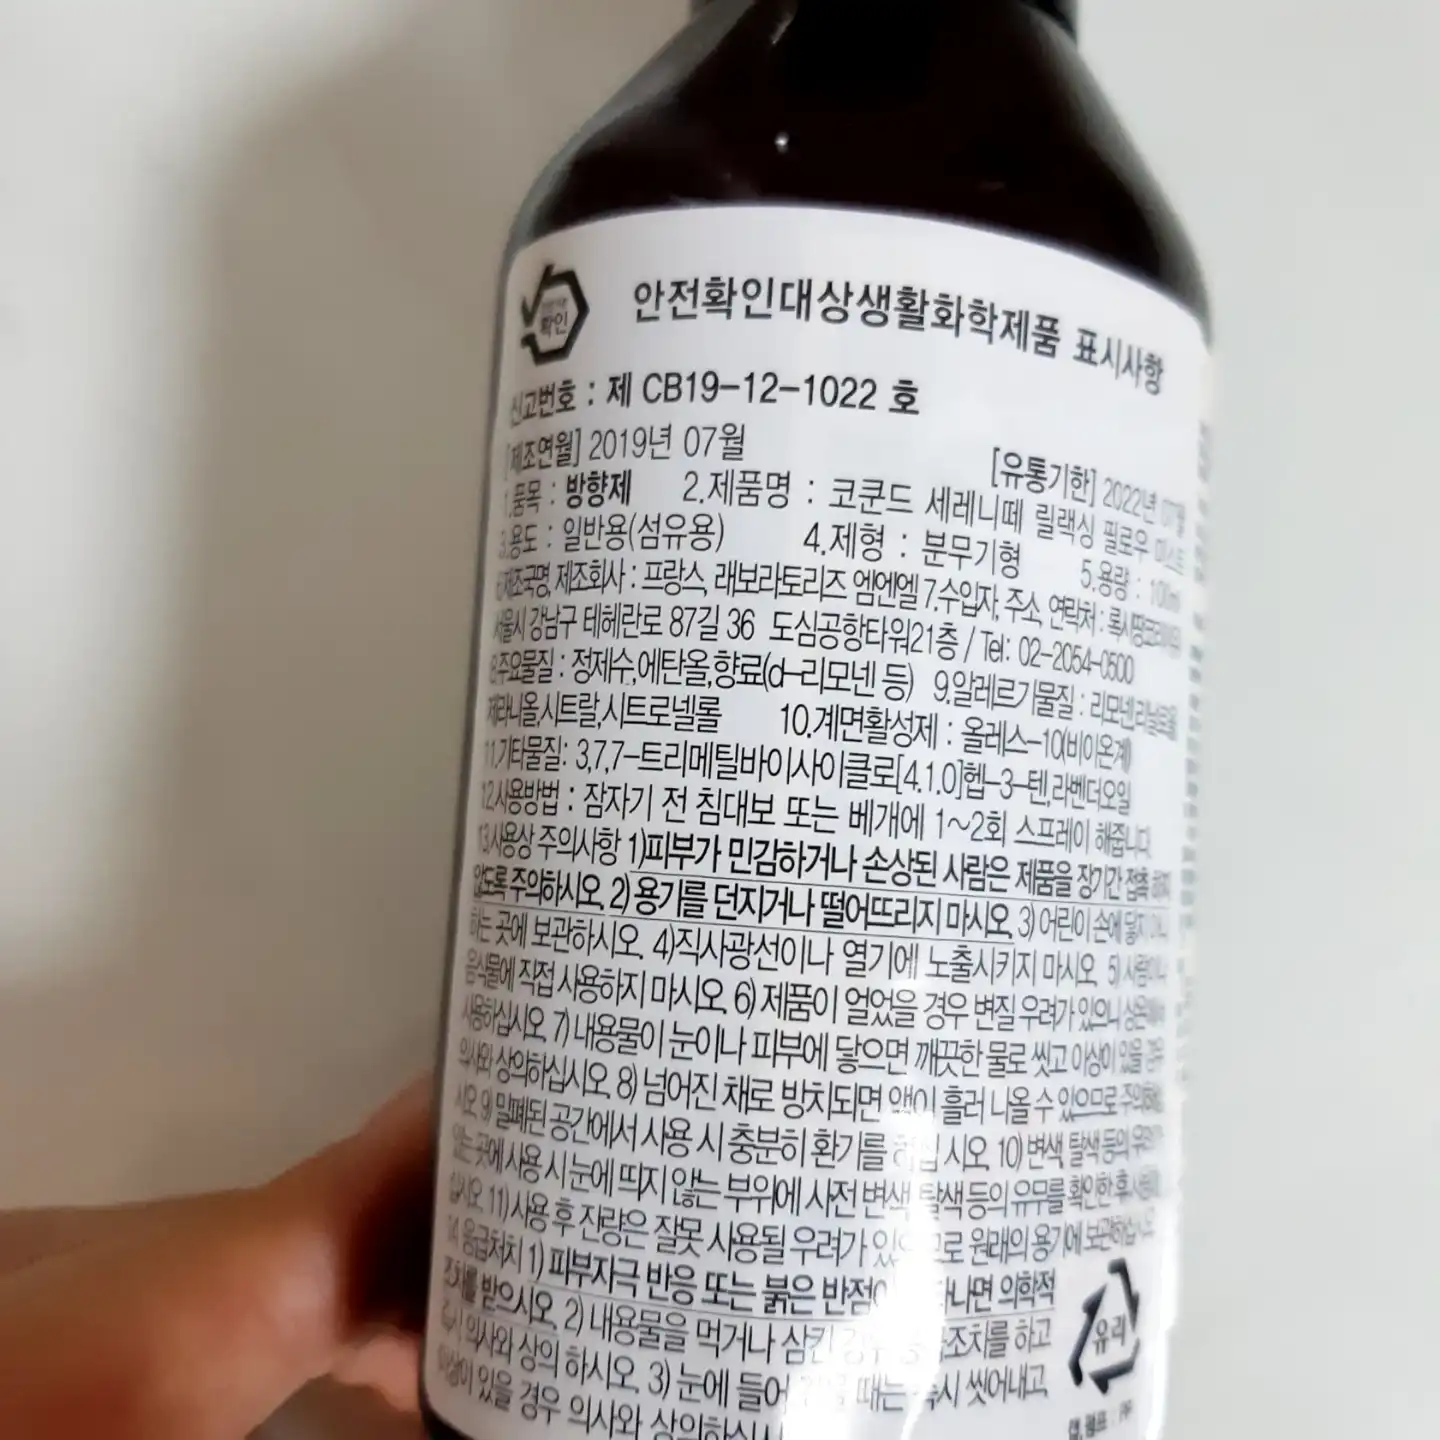 확인
안전확인대상생활화학제품 표시사항
신고번호 : 제 CB19-12-1022 호
[제조연월] 2019년 07월 [유통기한] 2022년 07월
1.품목 : 방향제 2.제품명 : 코쿤드 세레니떼 릴랙싱 필로우 미스트
3.용도 : 일반용(섬유용) 4.제형 : 분무기형 5.용량 : 100ml
6.제조국명, 제조회사 : 프랑스, 래보라토리즈 엠엔엘 7.수입자, 주소, 연락처 : 록시땅코리아(유)
서울시 강남구 테헤란로 87길 36 도심공항타워21층 / Tel: 02-2054-0500
8.주요물질 : 정제수,에탄올,향료(d-리모넨 등) 9.알레르기물질 : 리모넨,리날로올
제라니올,시트랄,시트로넬롤 10.계면활성제 : 올레스-10(비이온계)
11.기타물질: 3,7,7-트리메틸바이사이클로[4.1.0]헵-3-텐,라벤더오일
12.사용방법 : 잠자기 전 침대보 또는 베개에 1~2회 스프레이 해줍니다.
13.사용상 주의사항 1)피부가 민감하거나 손상된 사람은 제품을 장기간 접촉 하지
않도록 주의하시오. 2) 용기를 던지거나 떨어뜨리지 마시오. 3) 어린이 손에 닿지
하는 곳에 보관하시오. 4)직사광선이나 열기에 노출시키지 마시오. 5) 사람이나
음식물에 직접 사용하지 마시오. 6) 제품이 얼었을 경우 변질 우려가 있으니 상온에서
사용하십시오. 7) 내용물이 눈이나 피부에 닿으면 깨끗한 물로 씻고 이상이 있을 경우
의사와 상의하십시오. 8) 넘어진 채로 방치되면 액이 흘러 나올 수 있으므로 주의하십
시오. 9) 밀폐된 공간에서 사용 시 충분히 환기를 하십 시오. 10) 변색, 탈색 등의 우려가
있는 곳에 사용 시 눈에 띄지 않는 부위에 사전 변색, 탈색 등의 유무를 확인한 후 사용하
십시오. 11) 사용 후 잔량은 잘못 사용될 우려가 있으므로 원래의 용기에 보관하십시오.
14. 응급처치 1) 피부자극 반응 또는 붉은 반점이 나타나면 의학적
조치를 받으시오. 2) 내용물을 먹거나 삼킨 경우 응급조치를 하고
즉시 의사와 상의 하시오. 3) 눈에 들어 때는 즉시 씻어내고
이상이 있을 경우 의사와 상의하십시오
유리
캡,펌프 : PP